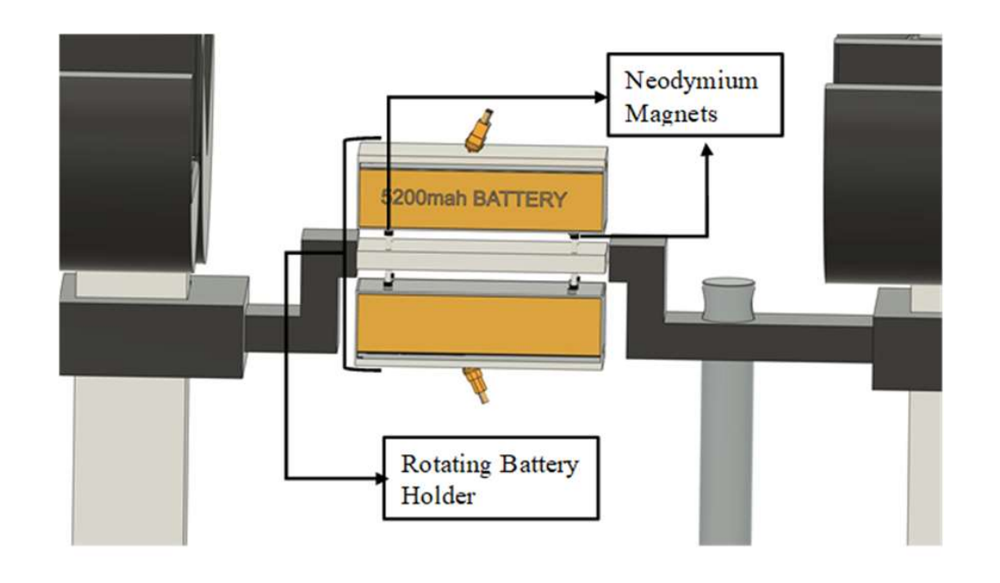 Neodymium
Magnets
5200mah BATTERY
Rotating Battery
Holder